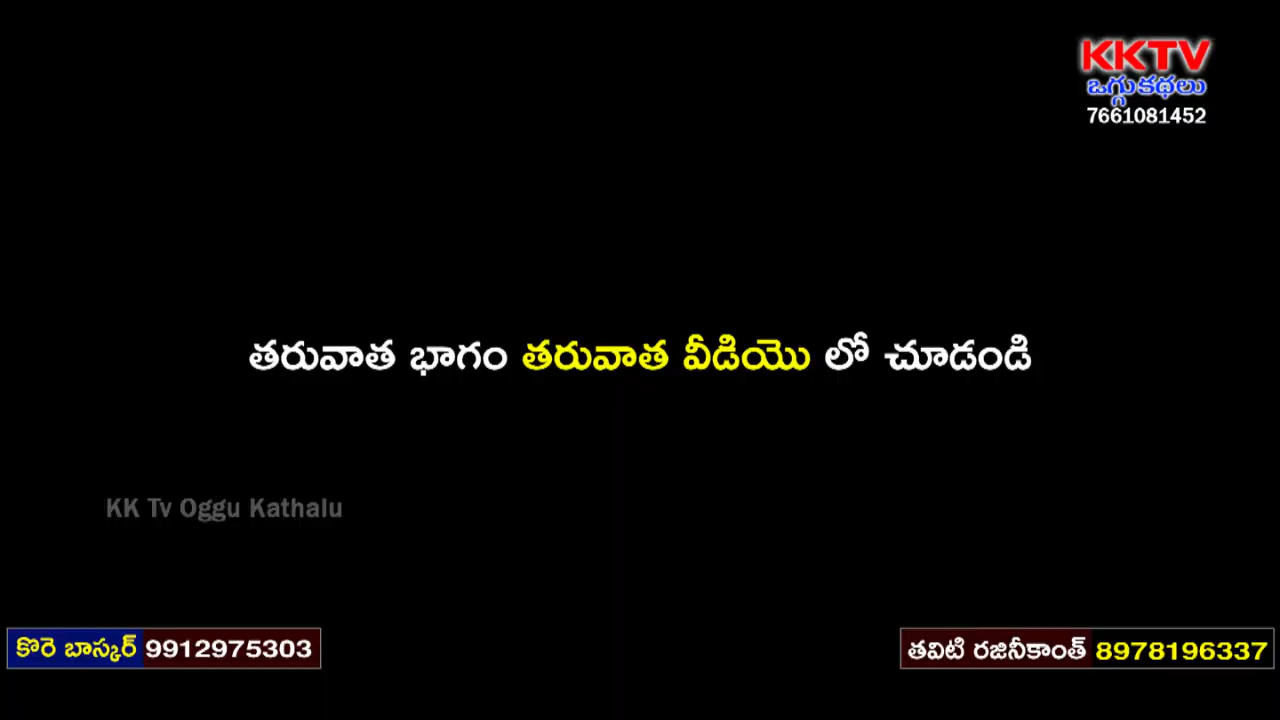 KKTV
ఒగ్గుకథలు
7661081452
తరువాత భాగం తరువాత వీడియొ లో చూడండి
KK Tv Oggu Kathalu
కొరె బాస్కర్ 9912975303
తవిటి రజినీకాంత్ 8978196337